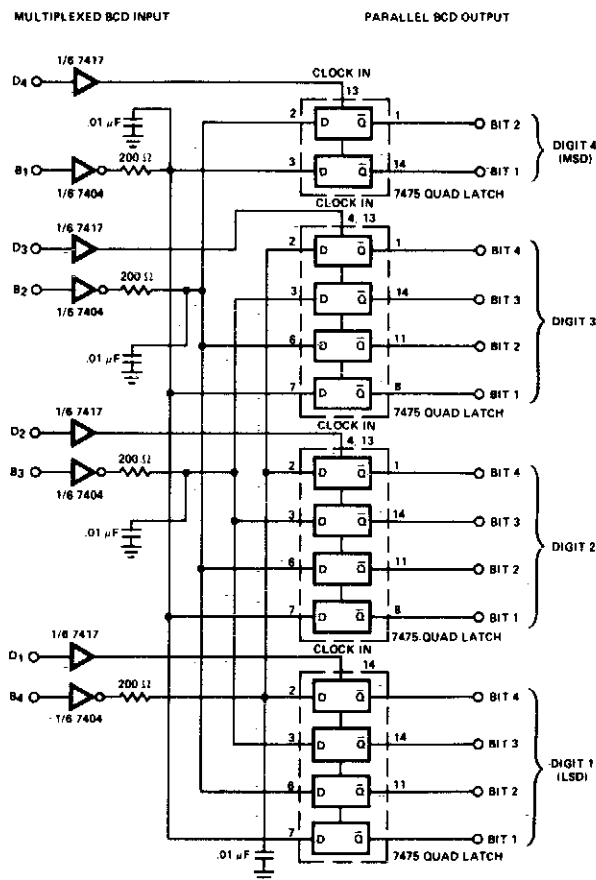 MULTIPLEXED BCD INPUT
PARALLEL BCD OUTPUT
1/6 7417
D4
CLOCK IN
13
.01 µF
2 D Q̅ 1
BIT 2
DIGIT 4
(MSD)
B1
200 Ω
3 D Q̅ 14
BIT 1
1/6 7404
7475 QUAD LATCH
1/6 7417
CLOCK IN
D3
4, 13
2 D Q̅ 1
BIT 4
200 Ω
B2
1/6 7404
3 D Q̅ 14
BIT 3
DIGIT 3
.01 µF
6 D Q̅ 11
BIT 2
7 D Q̅ 8
BIT 1
1/6 7417
7475 QUAD LATCH
CLOCK IN
D2
4, 13
200 Ω
B3
2 D Q̅ 1
BIT 4
1/6 7404
3 D Q̅ 14
BIT 3
.01 µF
DIGIT 2
6 D Q̅ 11
BIT 2
7 D Q̅ 8
BIT 1
1/6 7417
7475 QUAD LATCH
CLOCK IN
D1
14
200 Ω
B4
2 D Q̅ 1
BIT 4
1/6 7404
3 D Q̅ 14
BIT 3
DIGIT 1
(LSD)
6 D Q̅ 11
BIT 2
7 D Q̅
BIT 1
.01 µF
7475 QUAD LATCH